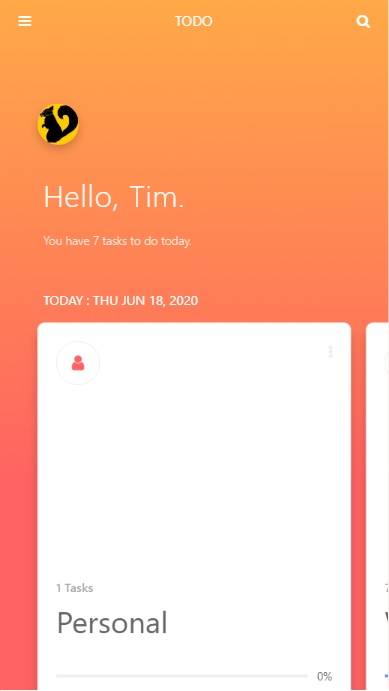 TODO
Hello, Tim.
You have 7 tasks to do today.
TODAY : THU JUN 18, 2020
1 Tasks
Personal
0%